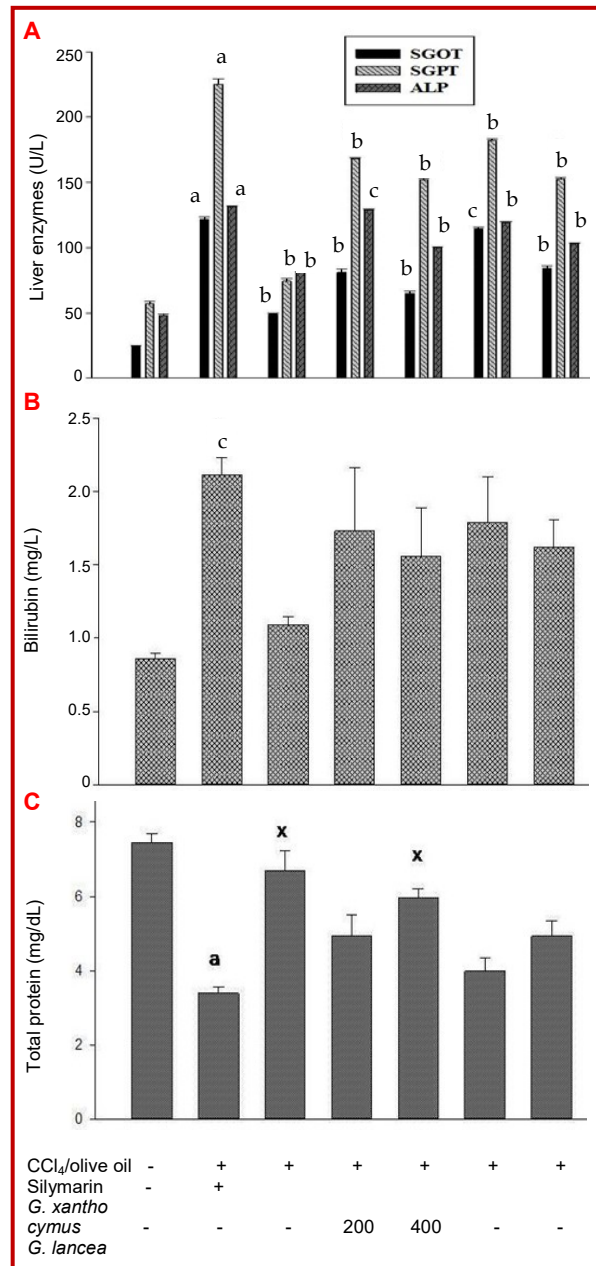 A
SGOT
SGPT
ALP
Liver enzymes (U/L)
250
200
150
100
50
0
a a a
b b b
b b c
b b b
c b b
b b b
B
Bilirubin (mg/L)
2.5
2.0
1.5
1.0
0.5
0
c
C
Total protein (mg/dL)
8
6
4
2
0
a
x
x
CCl₄/olive oil - + + + + + +
Silymarin - +
G. xantho
cymus - - - 200 400 - -
G. lancea